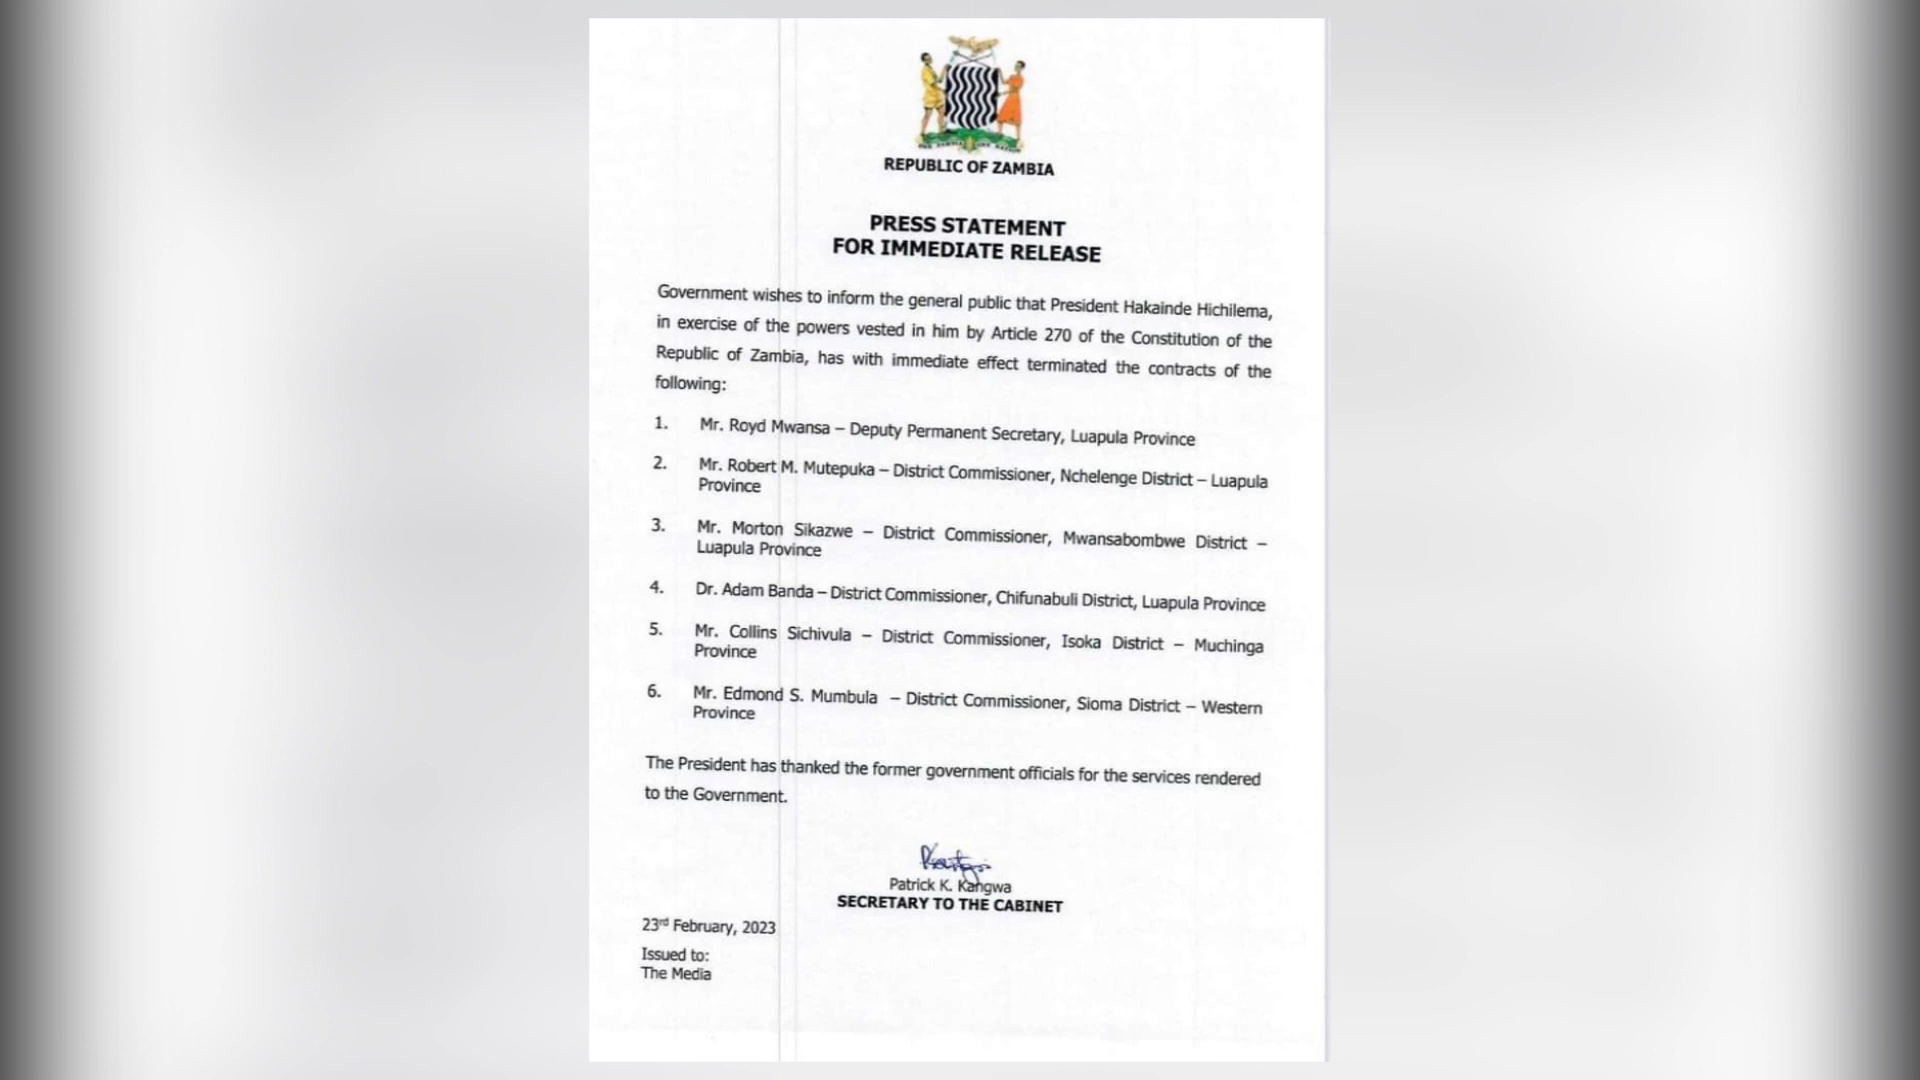 REPUBLIC OF ZAMBIA
PRESS STATEMENT
FOR IMMEDIATE RELEASE
Government wishes to inform the general public that President Hakainde Hichilema,
in exercise of the powers vested in him by Article 270 of the Constitution of the
Republic of Zambia, has with immediate effect terminated the contracts of the
following:
1. Mr. Royd Mwansa – Deputy Permanent Secretary, Luapula Province
2. Mr. Robert M. Mutepuka – District Commissioner, Nchelenge District – Luapula
Province
3. Mr. Morton Sikazwe – District Commissioner, Mwansabombwe District –
Luapula Province
4. Dr. Adam Banda – District Commissioner, Chifunabuli District, Luapula Province
5. Mr. Collins Sichivula – District Commissioner, Isoka District – Muchinga
Province
6. Mr. Edmond S. Mumbula – District Commissioner, Sioma District – Western
Province
The President has thanked the former government officials for the services rendered
to the Government.
Patrick K. Kangwa
SECRETARY TO THE CABINET
23rd February, 2023
Issued to:
The Media